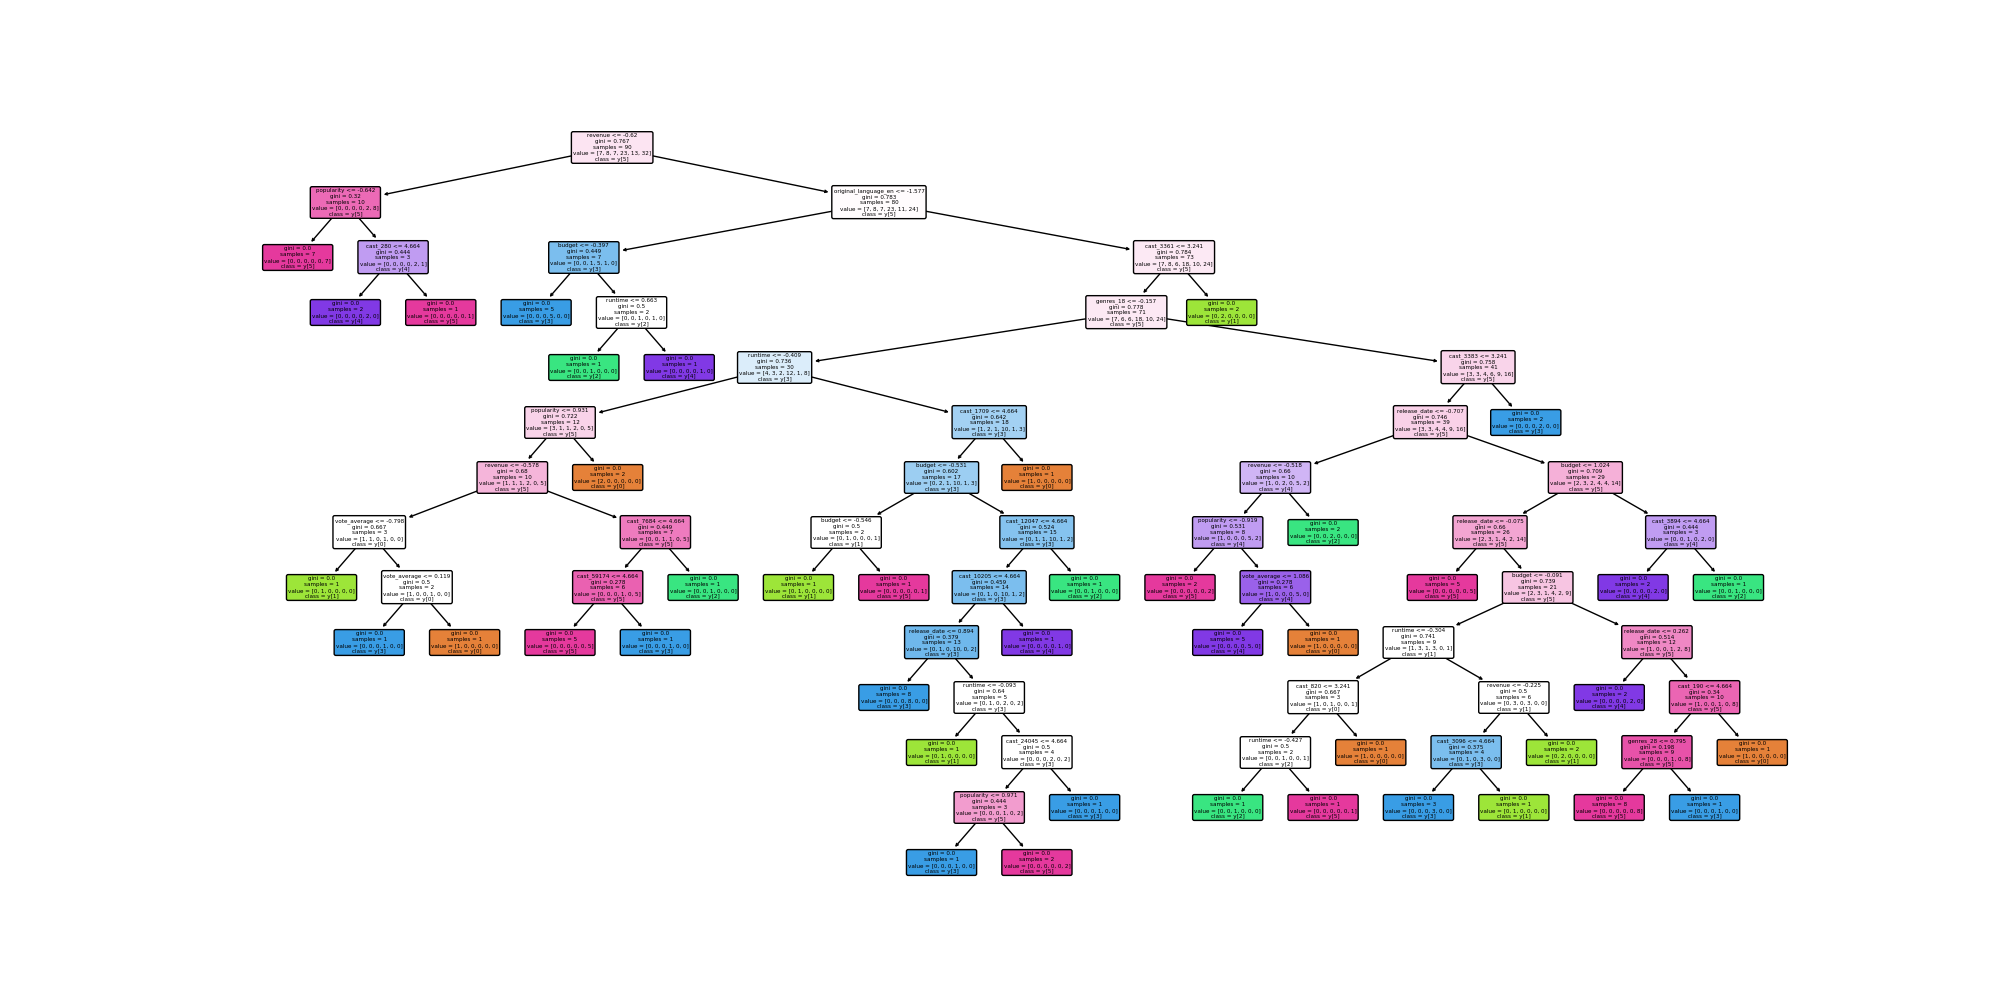 revenue <= -0.62
gini = 0.767
samples = 90
value = [7, 8, 7, 23, 13, 32]
class = y[5]
popularity <= -0.642
gini = 0.32
samples = 10
value = [0, 0, 0, 0, 2, 8]
class = y[5]
original_language_en <= -1.577
gini = 0.783
samples = 80
value = [7, 8, 7, 23, 11, 24]
class = y[5]
gini = 0.0
samples = 7
value = [0, 0, 0, 0, 0, 7]
class = y[5]
cast_280 <= 4.664
gini = 0.444
samples = 3
value = [0, 0, 0, 0, 2, 1]
class = y[4]
budget <= -0.397
gini = 0.449
samples = 7
value = [0, 0, 1, 5, 1, 0]
class = y[3]
cast_3361 <= 3.241
gini = 0.784
samples = 73
value = [7, 8, 6, 18, 10, 24]
class = y[5]
gini = 0.0
samples = 2
value = [0, 0, 0, 0, 2, 0]
class = y[4]
gini = 0.0
samples = 1
value = [0, 0, 0, 0, 0, 1]
class = y[5]
gini = 0.0
samples = 5
value = [0, 0, 0, 5, 0, 0]
class = y[3]
runtime <= 0.663
gini = 0.5
samples = 2
value = [0, 0, 1, 0, 1, 0]
class = y[2]
genres_18 <= -0.157
gini = 0.778
samples = 71
value = [7, 6, 6, 18, 10, 24]
class = y[5]
gini = 0.0
samples = 2
value = [0, 2, 0, 0, 0, 0]
class = y[1]
gini = 0.0
samples = 1
value = [0, 0, 1, 0, 0, 0]
class = y[2]
gini = 0.0
samples = 1
value = [0, 0, 0, 0, 1, 0]
class = y[4]
runtime <= -0.409
gini = 0.736
samples = 30
value = [4, 3, 2, 12, 1, 8]
class = y[3]
cast_3383 <= 3.241
gini = 0.758
samples = 41
value = [3, 3, 4, 6, 9, 16]
class = y[5]
popularity <= 0.931
gini = 0.722
samples = 12
value = [3, 1, 1, 2, 0, 5]
class = y[5]
cast_1709 <= 4.664
gini = 0.642
samples = 18
value = [1, 2, 1, 10, 1, 3]
class = y[3]
release_date <= -0.707
gini = 0.746
samples = 39
value = [3, 3, 4, 4, 9, 16]
class = y[5]
gini = 0.0
samples = 2
value = [0, 0, 0, 2, 0, 0]
class = y[3]
revenue <= -0.578
gini = 0.68
samples = 10
value = [1, 1, 1, 2, 0, 5]
class = y[5]
gini = 0.0
samples = 2
value = [2, 0, 0, 0, 0, 0]
class = y[0]
budget <= -0.531
gini = 0.602
samples = 17
value = [0, 2, 1, 10, 1, 3]
class = y[3]
gini = 0.0
samples = 1
value = [1, 0, 0, 0, 0, 0]
class = y[0]
revenue <= -0.518
gini = 0.66
samples = 10
value = [1, 0, 2, 0, 5, 2]
class = y[4]
budget <= 1.024
gini = 0.709
samples = 29
value = [2, 3, 2, 4, 4, 14]
class = y[5]
vote_average <= -0.798
gini = 0.667
samples = 3
value = [1, 1, 0, 1, 0, 0]
class = y[0]
cast_7684 <= 4.664
gini = 0.449
samples = 7
value = [0, 0, 1, 1, 0, 5]
class = y[5]
budget <= -0.546
gini = 0.5
samples = 2
value = [0, 1, 0, 0, 0, 1]
class = y[1]
cast_12047 <= 4.664
gini = 0.524
samples = 15
value = [0, 1, 1, 10, 1, 2]
class = y[3]
popularity <= -0.919
gini = 0.531
samples = 8
value = [1, 0, 0, 0, 5, 2]
class = y[4]
gini = 0.0
samples = 2
value = [0, 0, 2, 0, 0, 0]
class = y[2]
release_date <= -0.075
gini = 0.66
samples = 26
value = [2, 3, 1, 4, 2, 14]
class = y[5]
cast_3894 <= 4.664
gini = 0.444
samples = 3
value = [0, 0, 1, 0, 2, 0]
class = y[4]
gini = 0.0
samples = 1
value = [0, 1, 0, 0, 0, 0]
class = y[1]
vote_average <= 0.119
gini = 0.5
samples = 2
value = [1, 0, 0, 1, 0, 0]
class = y[0]
cast_59174 <= 4.664
gini = 0.278
samples = 6
value = [0, 0, 0, 1, 0, 5]
class = y[5]
gini = 0.0
samples = 1
value = [0, 0, 1, 0, 0, 0]
class = y[2]
gini = 0.0
samples = 1
value = [0, 1, 0, 0, 0, 0]
class = y[1]
gini = 0.0
samples = 1
value = [0, 0, 0, 0, 0, 1]
class = y[5]
cast_10205 <= 4.664
gini = 0.459
samples = 14
value = [0, 1, 0, 10, 1, 2]
class = y[3]
gini = 0.0
samples = 1
value = [0, 0, 1, 0, 0, 0]
class = y[2]
gini = 0.0
samples = 2
value = [0, 0, 0, 0, 0, 2]
class = y[5]
vote_average <= 1.086
gini = 0.278
samples = 6
value = [1, 0, 0, 0, 5, 0]
class = y[4]
gini = 0.0
samples = 5
value = [0, 0, 0, 0, 0, 5]
class = y[5]
budget <= -0.091
gini = 0.739
samples = 21
value = [2, 3, 1, 4, 2, 9]
class = y[5]
gini = 0.0
samples = 2
value = [0, 0, 0, 0, 2, 0]
class = y[4]
gini = 0.0
samples = 1
value = [0, 0, 1, 0, 0, 0]
class = y[2]
gini = 0.0
samples = 1
value = [0, 0, 0, 1, 0, 0]
class = y[3]
gini = 0.0
samples = 1
value = [1, 0, 0, 0, 0, 0]
class = y[0]
gini = 0.0
samples = 5
value = [0, 0, 0, 0, 0, 5]
class = y[5]
gini = 0.0
samples = 1
value = [0, 0, 0, 1, 0, 0]
class = y[3]
release_date <= 0.894
gini = 0.379
samples = 13
value = [0, 1, 0, 10, 0, 2]
class = y[3]
gini = 0.0
samples = 1
value = [0, 0, 0, 0, 1, 0]
class = y[4]
gini = 0.0
samples = 5
value = [0, 0, 0, 0, 5, 0]
class = y[4]
gini = 0.0
samples = 1
value = [1, 0, 0, 0, 0, 0]
class = y[0]
runtime <= -0.304
gini = 0.741
samples = 9
value = [1, 3, 1, 3, 0, 1]
class = y[1]
release_date <= 0.262
gini = 0.514
samples = 12
value = [1, 0, 0, 1, 2, 8]
class = y[5]
gini = 0.0
samples = 8
value = [0, 0, 0, 8, 0, 0]
class = y[3]
runtime <= -0.093
gini = 0.64
samples = 5
value = [0, 1, 0, 2, 0, 2]
class = y[3]
cast_820 <= 3.241
gini = 0.667
samples = 3
value = [1, 0, 1, 0, 0, 1]
class = y[0]
revenue <= -0.225
gini = 0.5
samples = 6
value = [0, 3, 0, 3, 0, 0]
class = y[1]
gini = 0.0
samples = 2
value = [0, 0, 0, 0, 2, 0]
class = y[4]
cast_190 <= 4.664
gini = 0.34
samples = 10
value = [1, 0, 0, 1, 0, 8]
class = y[5]
gini = 0.0
samples = 1
value = [0, 1, 0, 0, 0, 0]
class = y[1]
cast_24045 <= 4.664
gini = 0.5
samples = 4
value = [0, 0, 0, 2, 0, 2]
class = y[3]
runtime <= -0.427
gini = 0.5
samples = 2
value = [0, 0, 1, 0, 0, 1]
class = y[2]
gini = 0.0
samples = 1
value = [1, 0, 0, 0, 0, 0]
class = y[0]
cast_3096 <= 4.664
gini = 0.375
samples = 4
value = [0, 1, 0, 3, 0, 0]
class = y[3]
gini = 0.0
samples = 2
value = [0, 2, 0, 0, 0, 0]
class = y[1]
genres_28 <= 0.795
gini = 0.198
samples = 9
value = [0, 0, 0, 1, 0, 8]
class = y[5]
gini = 0.0
samples = 1
value = [1, 0, 0, 0, 0, 0]
class = y[0]
popularity <= 0.971
gini = 0.444
samples = 3
value = [0, 0, 0, 1, 0, 2]
class = y[5]
gini = 0.0
samples = 1
value = [0, 0, 0, 1, 0, 0]
class = y[3]
gini = 0.0
samples = 1
value = [0, 0, 1, 0, 0, 0]
class = y[2]
gini = 0.0
samples = 1
value = [0, 0, 0, 0, 0, 1]
class = y[5]
gini = 0.0
samples = 3
value = [0, 0, 0, 3, 0, 0]
class = y[3]
gini = 0.0
samples = 1
value = [0, 1, 0, 0, 0, 0]
class = y[1]
gini = 0.0
samples = 8
value = [0, 0, 0, 0, 0, 8]
class = y[5]
gini = 0.0
samples = 1
value = [0, 0, 0, 1, 0, 0]
class = y[3]
gini = 0.0
samples = 1
value = [0, 0, 0, 1, 0, 0]
class = y[3]
gini = 0.0
samples = 2
value = [0, 0, 0, 0, 0, 2]
class = y[5]